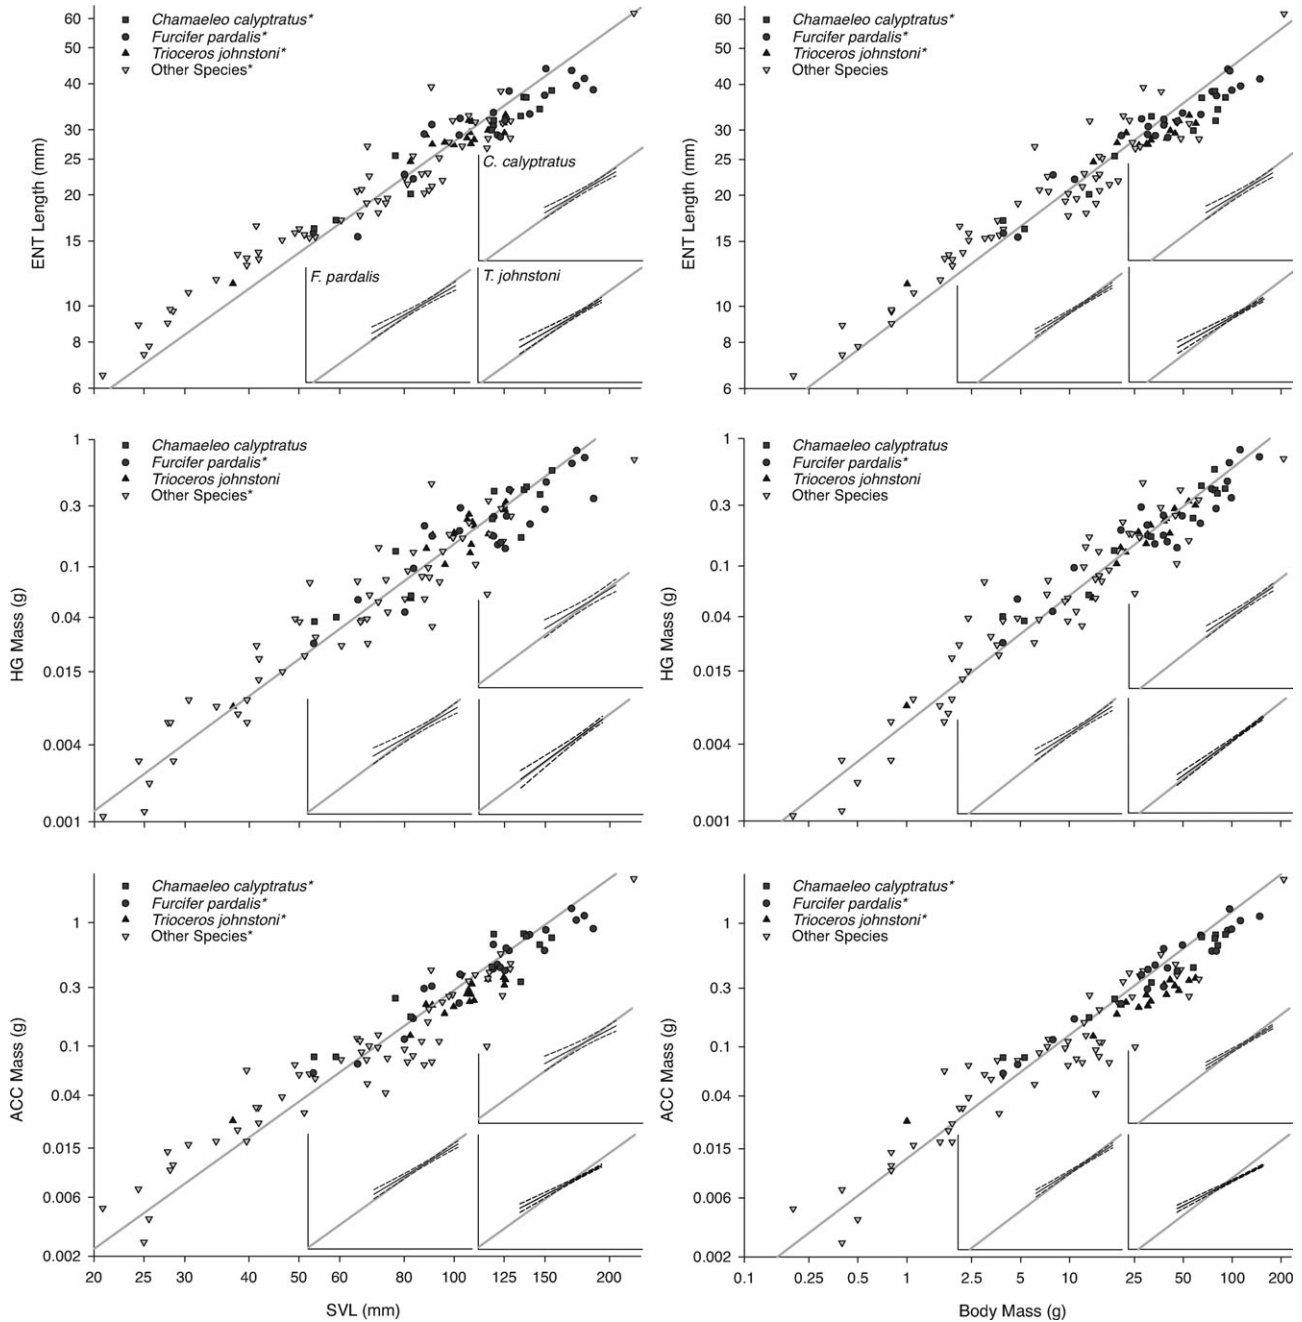 60
50
40
30
25
20
15
10
8
6
ENT Length (mm)
Chamaeleo calyptratus*
Furcifer pardalis*
Trioceros johnstoni*
Other Species*
C. calyptratus
F. pardalis
T. johnstoni
60
50
40
30
25
20
15
10
8
6
ENT Length (mm)
Chamaeleo calyptratus*
Furcifer pardalis*
Trioceros johnstoni*
Other Species
1
0.3
0.1
0.04
0.015
0.004
0.001
HG Mass (g)
Chamaeleo calyptratus
Furcifer pardalis*
Trioceros johnstoni
Other Species*
1
0.3
0.1
0.04
0.015
0.004
0.001
HG Mass (g)
Chamaeleo calyptratus
Furcifer pardalis*
Trioceros johnstoni
Other Species
1
0.3
0.1
0.04
0.015
0.006
0.002
ACC Mass (g)
Chamaeleo calyptratus*
Furcifer pardalis*
Trioceros johnstoni*
Other Species*
20 25 30 40 50 60 80 100 125 150 200
SVL (mm)
1
0.3
0.1
0.04
0.015
0.006
0.002
ACC Mass (g)
Chamaeleo calyptratus*
Furcifer pardalis*
Trioceros johnstoni*
Other Species
0.1 0.5 1 2.5 5 10 25 50 100 200
Body Mass (g)